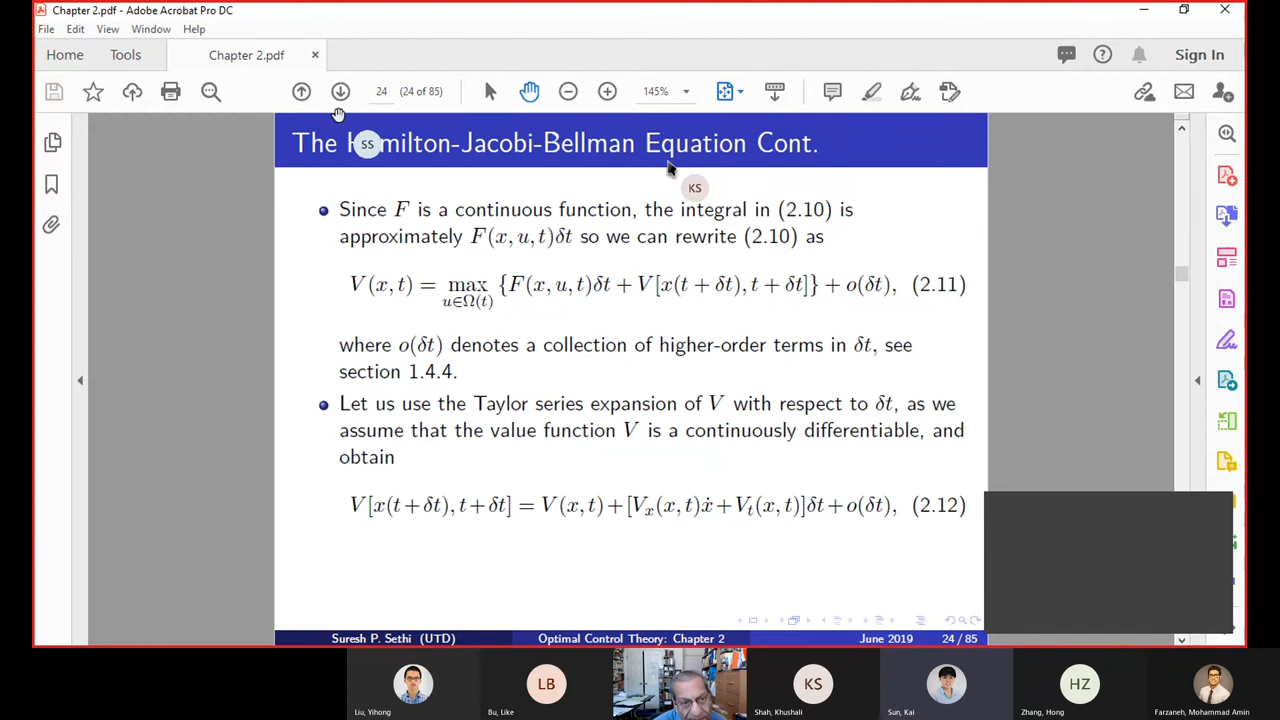 Chapter 2.pdf - Adobe Acrobat Pro DC
File Edit View Window Help
Home Tools Chapter 2.pdf × Sign In
24 (24 of 85) 145%
The Hamilton-Jacobi-Bellman Equation Cont.
SS
KS
Since F is a continuous function, the integral in (2.10) is
approximately F(x, u, t)δt so we can rewrite (2.10) as
V(x, t) = max {F(x, u, t)δt + V[x(t + δt), t + δt]} + o(δt), (2.11)
u∈Ω(t)
where o(δt) denotes a collection of higher-order terms in δt, see
section 1.4.4.
Let us use the Taylor series expansion of V with respect to δt, as we
assume that the value function V is a continuously differentiable, and
obtain
V[x(t+δt), t+δt] = V(x, t)+[Vₓ(x, t)ẋ+Vₜ(x, t)]δt+o(δt), (2.12)
Suresh P. Sethi (UTD) Optimal Control Theory: Chapter 2 June 2019 24 / 85
LB KS HZ
Liu, Yihong Bu, Like Shah, Khushali Sun, Kai Zhang, Hong Farzaneh, Mohammad Amin